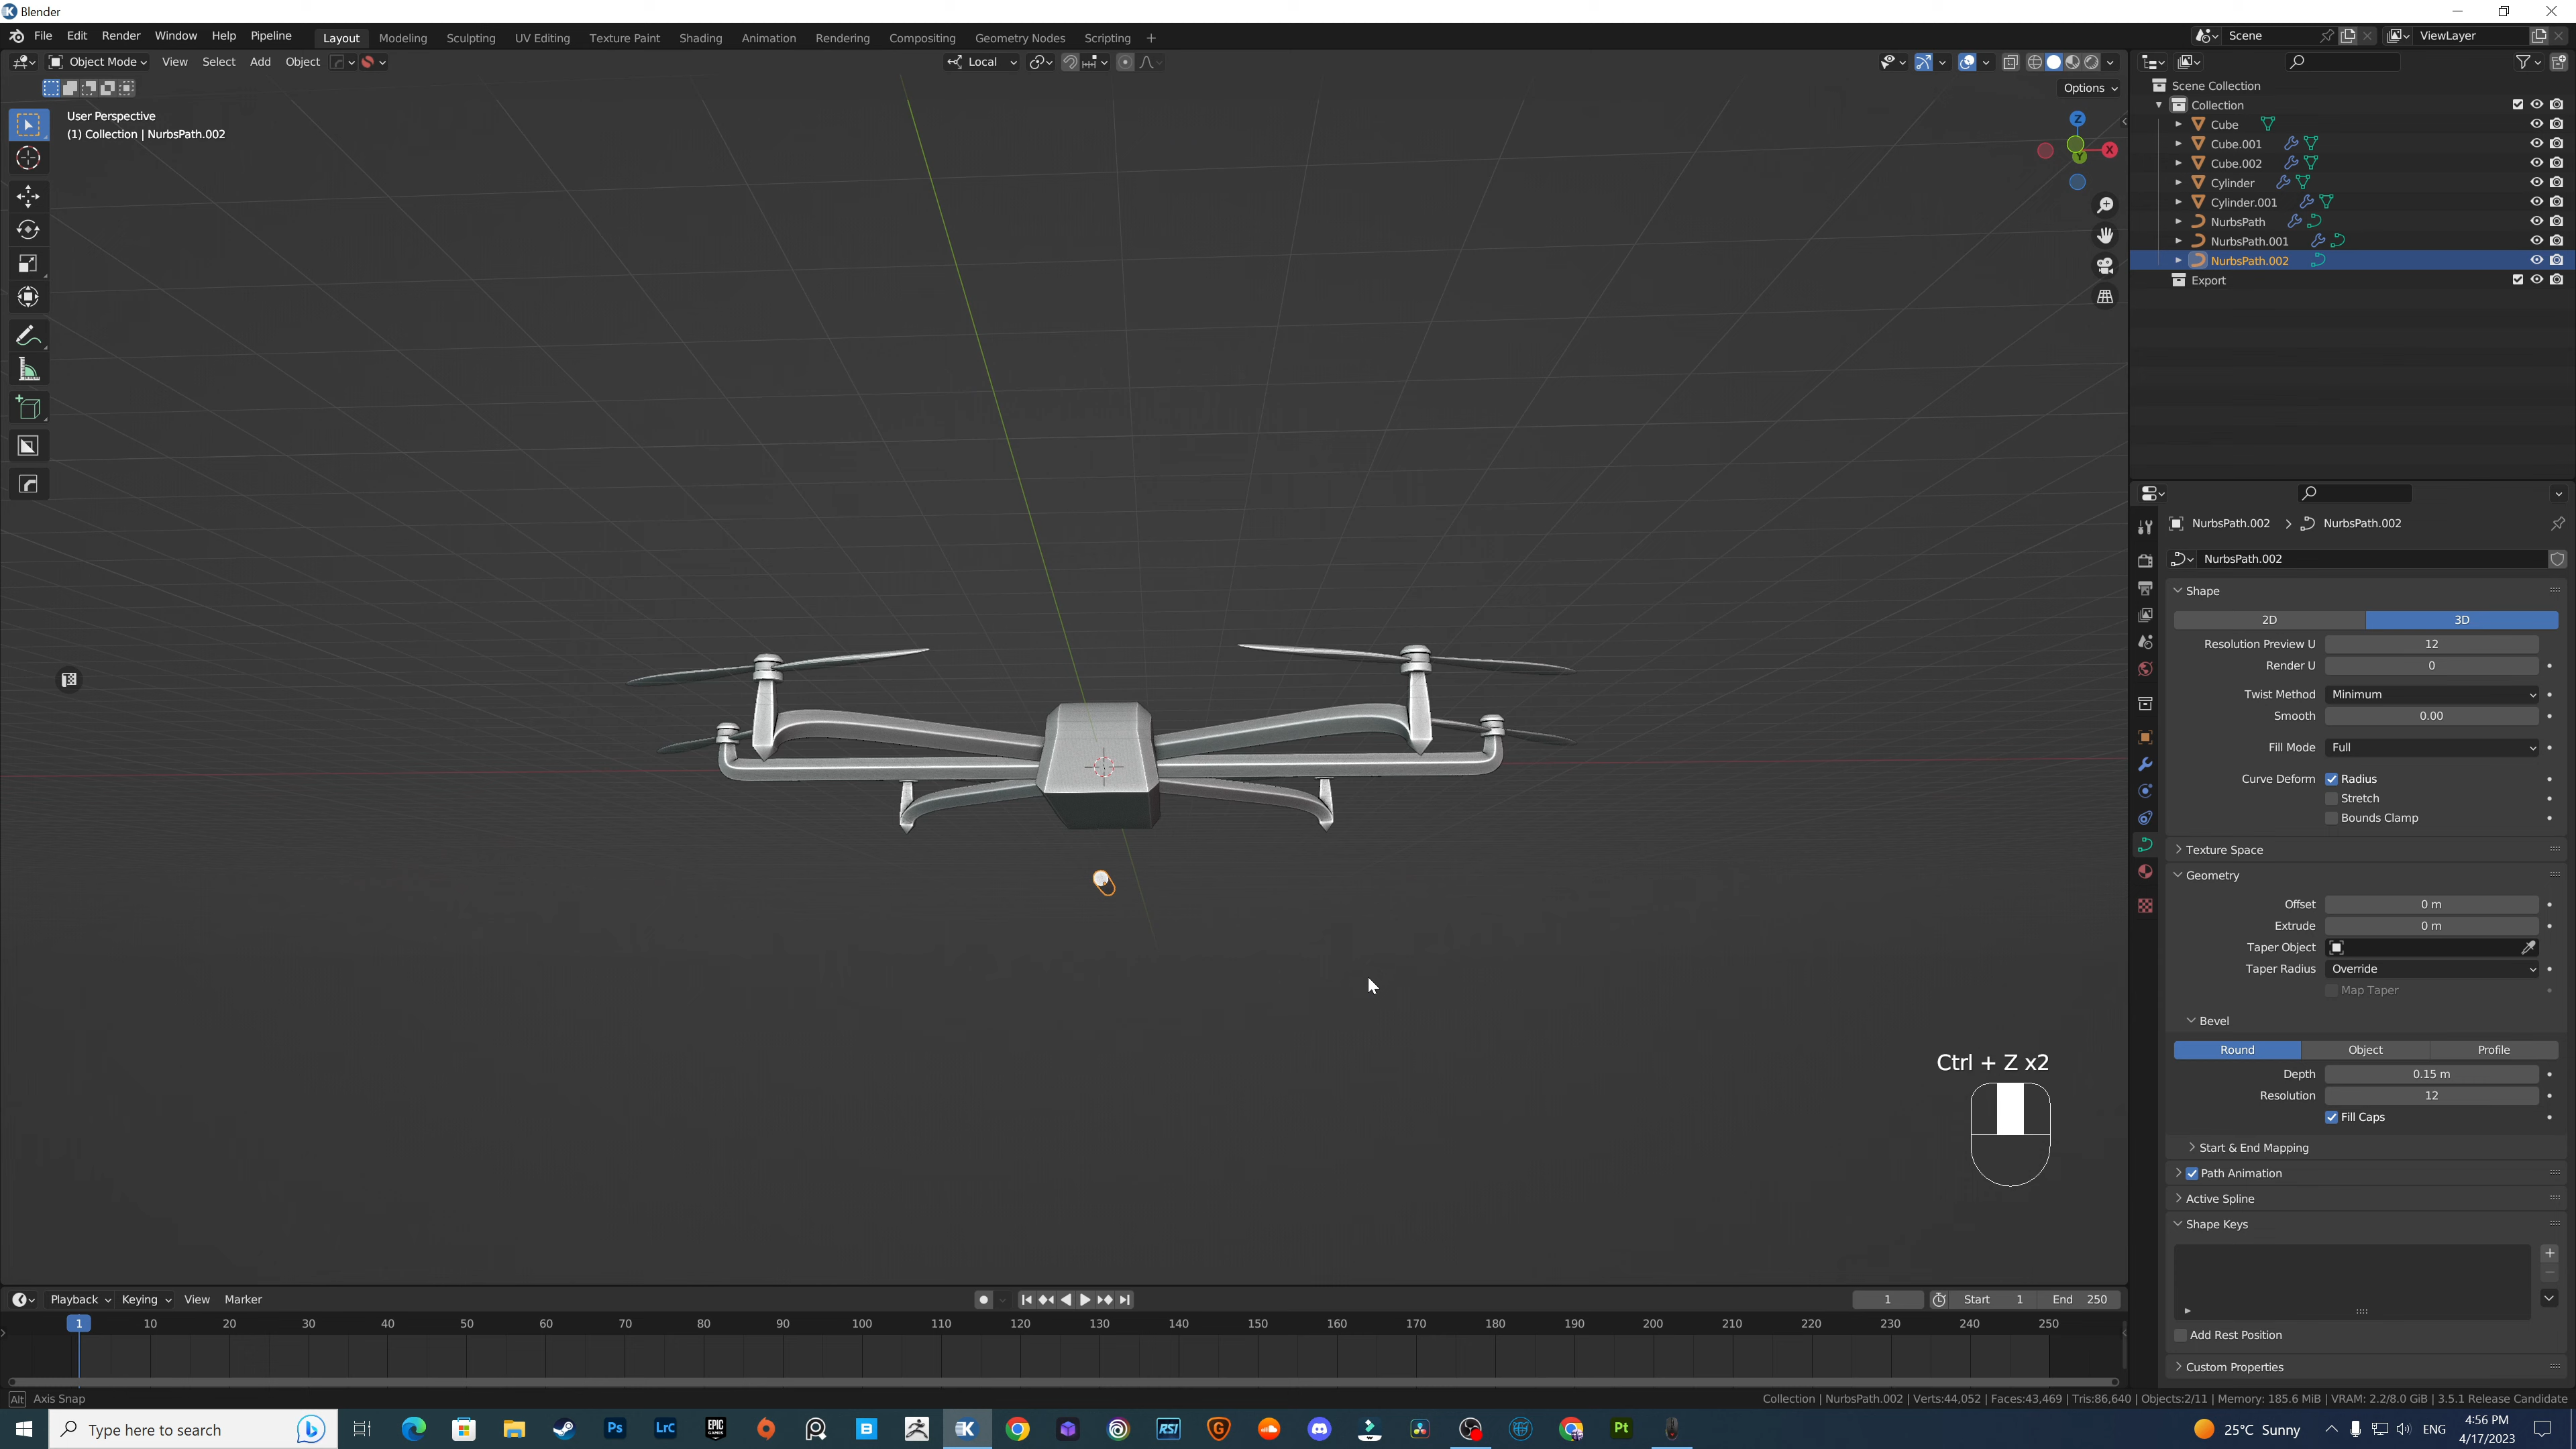 Blender
File Edit Render Window Help Pipeline Layout Modeling Sculpting UV Editing Texture Paint Shading Animation Rendering Compositing Geometry Nodes Scripting + Scene ViewLayer
Object Mode View Select Add Object Local
Options
User Perspective
(1) Collection | NurbsPath.002
Z
X
Y
Scene Collection
Collection
Cube
Cube.001
Cube.002
Cylinder
Cylinder.001
NurbsPath
NurbsPath.001
NurbsPath.002
Export
NurbsPath.002 > NurbsPath.002
NurbsPath.002
Shape
2D 3D
Resolution Preview U 12
Render U 0
Twist Method Minimum
Smooth 0.00
Fill Mode Full
Curve Deform Radius
Stretch
Bounds Clamp
Texture Space
Geometry
Offset 0 m
Extrude 0 m
Taper Object
Taper Radius Override
Map Taper
Bevel
Round Object Profile
Depth 0.15 m
Resolution 12
Fill Caps
Start & End Mapping
Path Animation
Active Spline
Shape Keys
Add Rest Position
Custom Properties
Ctrl + Z x2
Playback Keying View Marker 1 Start 1 End 250
1 10 20 30 40 50 60 70 80 90 100 110 120 130 140 150 160 170 180 190 200 210 220 230 240 250
Alt Axis Snap
Collection | NurbsPath.002 | Verts:44,052 | Faces:43,469 | Tris:86,640 | Objects:2/11 | Memory: 185.6 MiB | VRAM: 2.2/8.0 GiB | 3.5.1 Release Candidate
Type here to search
Ps LrC EPIC GAMES B K RSI G Pt
25°C Sunny ENG
4:56 PM
4/17/2023